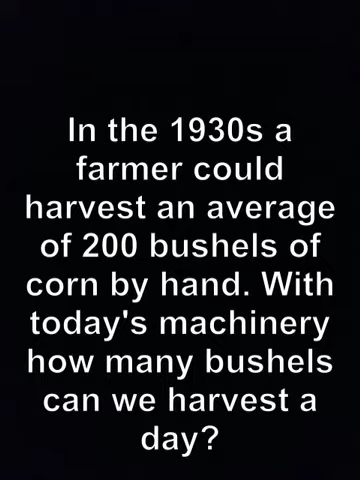 In the 1930s a
farmer could
harvest an average
of 200 bushels of
corn by hand. With
today's machinery
how many bushels
can we harvest a
day?